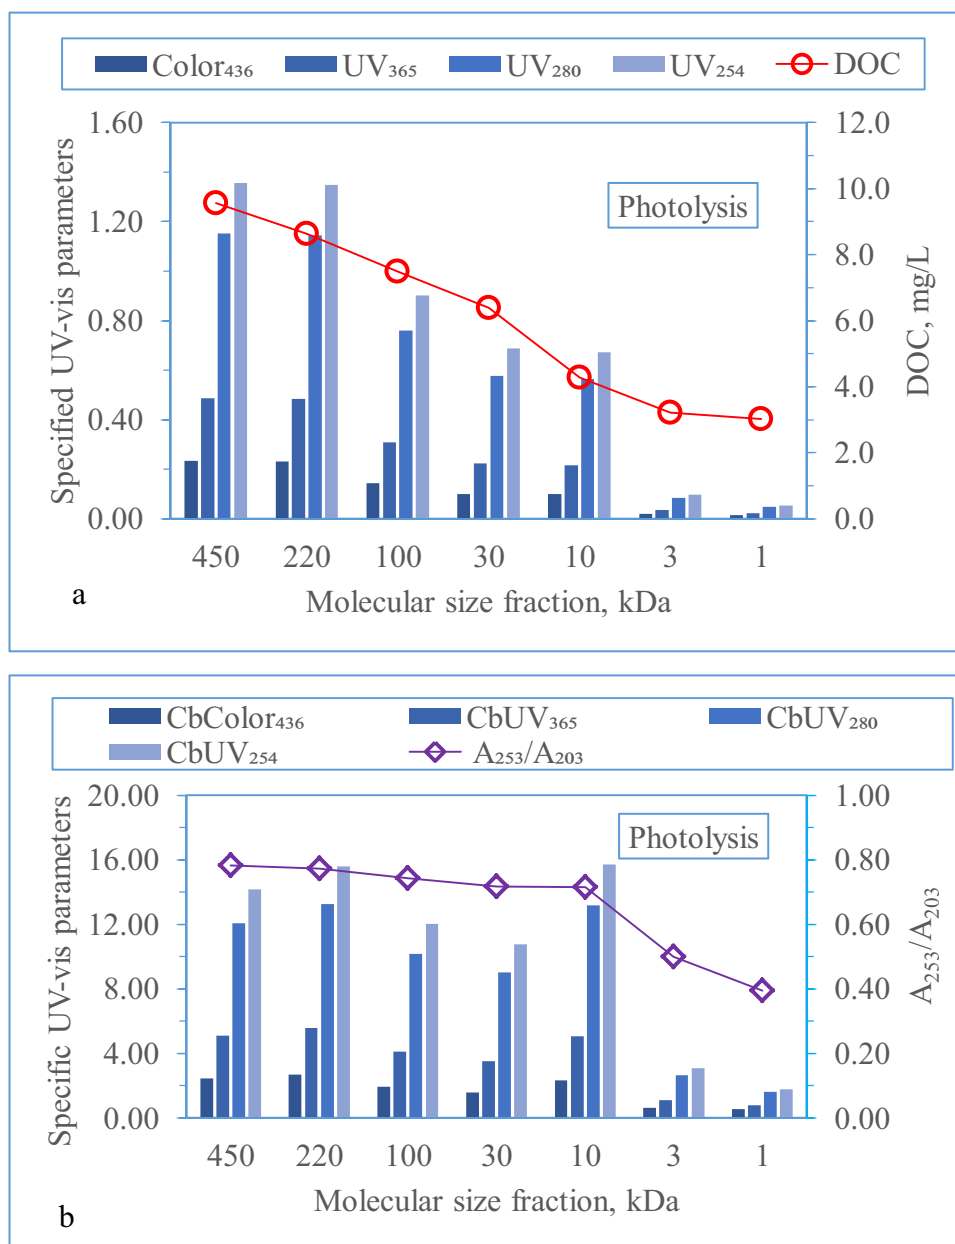 Color₄₃₆ UV₃₆₅ UV₂₈₀ UV₂₅₄ DOC
1.60 12.0
10.0
1.20
8.0
0.80 6.0
4.0
0.40
2.0
0.00 0.0
Specified UV-vis parameters
DOC, mg/L
Photolysis
450 220 100 30 10 3 1
Molecular size fraction, kDa
a
CbColor₄₃₆ CbUV₃₆₅ CbUV₂₈₀
CbUV₂₅₄ A₂₅₃/A₂₀₃
20.00 1.00
16.00 0.80
12.00 0.60
8.00 0.40
4.00 0.20
0.00 0.00
Specific UV-vis parameters
A₂₅₃/A₂₀₃
Photolysis
450 220 100 30 10 3 1
Molecular size fraction, kDa
b